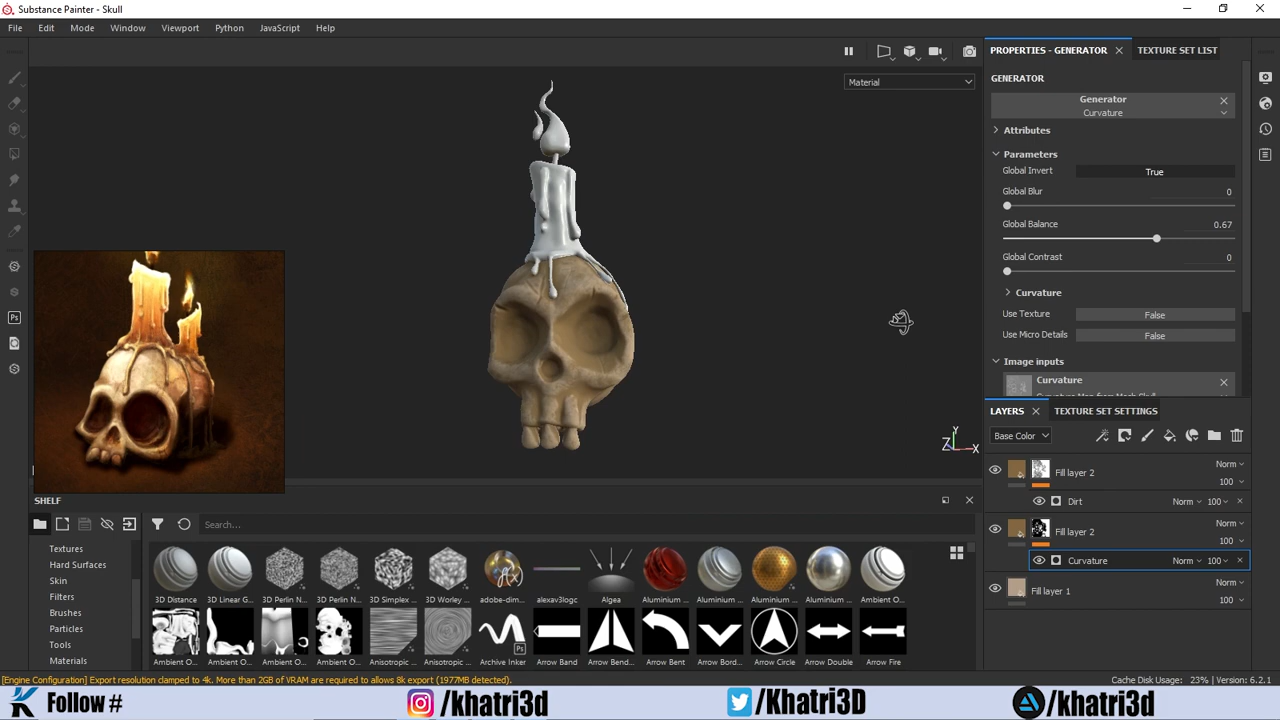 Substance Painter - Skull
File Edit Mode Window Viewport Python JavaScript Help
Material
PROPERTIES - GENERATOR
TEXTURE SET LIST
GENERATOR
Generator
Curvature
Attributes
Parameters
Global Invert True
Global Blur 0
Global Balance 0.67
Global Contrast 0
Curvature
Use Texture False
Use Micro Details False
Image inputs
Curvature
LAYERS
TEXTURE SET SETTINGS
Base Color
Fill layer 2 Norm 100
Dirt Norm 100
Fill layer 2 Norm 100
Curvature Norm 100
Fill layer 1 Norm 100
Y
Z X
Ps
SHELF
Search...
Textures
Hard Surfaces
Skin
Filters
Brushes
Particles
Tools
Materials
3D Distance 3D Linear G... 3D Perlin N... 3D Perlin N... 3D Simplex ... 3D Worley ... adobe-dim... alexav3logc Algea Aluminium ... Aluminium ... Aluminium ... Aluminium ... Ambient O...
Ambient O... Ambient O... Ambient O... Ambient O... Anisotropic ... Anisotropic ... Archive Inker Arrow Band Arrow Bend... Arrow Bent Arrow Bord... Arrow Circle Arrow Double Arrow Fire
[Engine Configuration] Export resolution clamped to 4k. More than 2GB of VRAM are required to allows 8k export (1977MB detected).
Cache Disk Usage: 23% | Version: 6.2.1
Follow # /khatri3d /Khatri3D /khatri3d